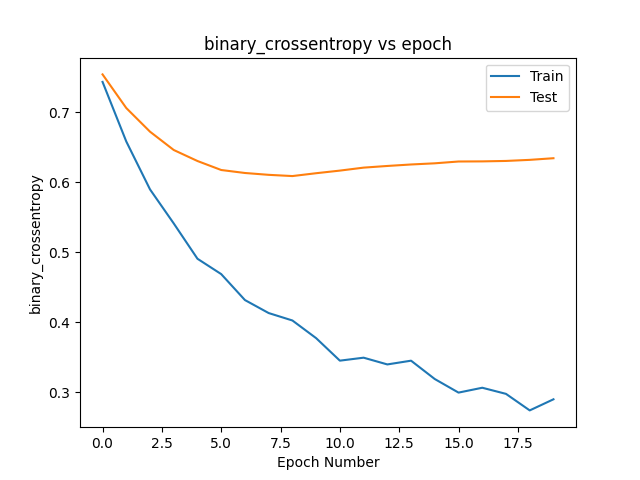 binary_crossentropy vs epoch
Train
Test
0.7
0.6
0.5
0.4
0.3
binary_crossentropy
0.0 2.5 5.0 7.5 10.0 12.5 15.0 17.5
Epoch Number